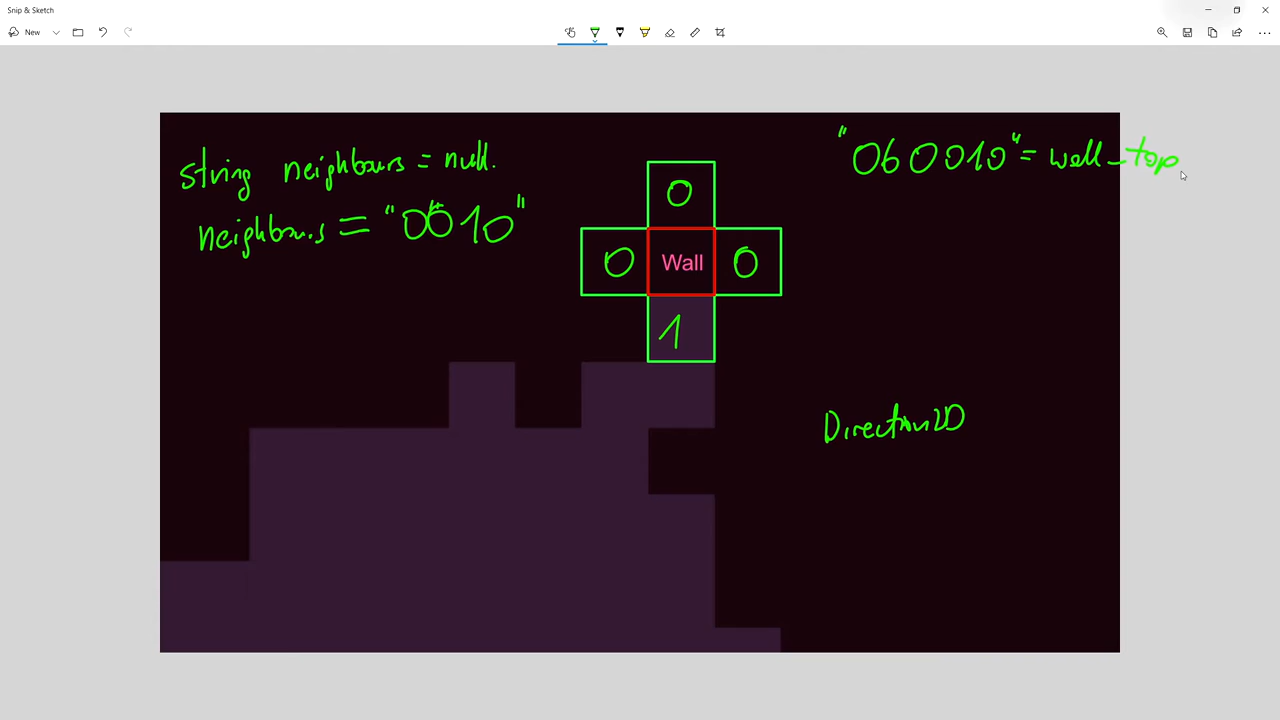 Snip & Sketch
New
string neighbours = null.
neighbours = "0010"
"060010" = wall_top
0
0 Wall 0
1
Direction2D